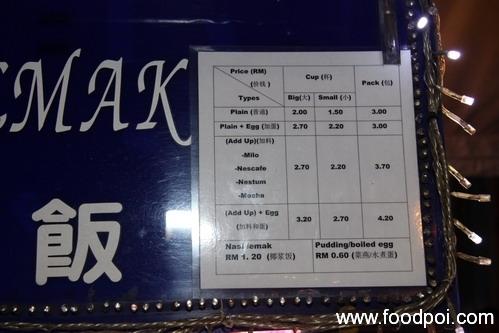 EMAK
飯
Price (RM)
(价钱)
Types
Cup (杯)
Pack (包)
Big(大)
Small (小)
Plain (普通)
2.00
1.50
3.00
Plain + Egg (加蛋)
2.70
2.20
3.00
(Add Up)(加料)
-Milo
-Nescafe
-Nestum
-Mocha
2.70
2.20
3.70
(Add Up) + Egg
(加料和蛋)
3.20
2.70
4.20
Nasi lemak
RM 1. 20 (椰浆饭)
Pudding/boiled egg
RM 0.60 (菜燕/水煮蛋)
www.foodpoi.com